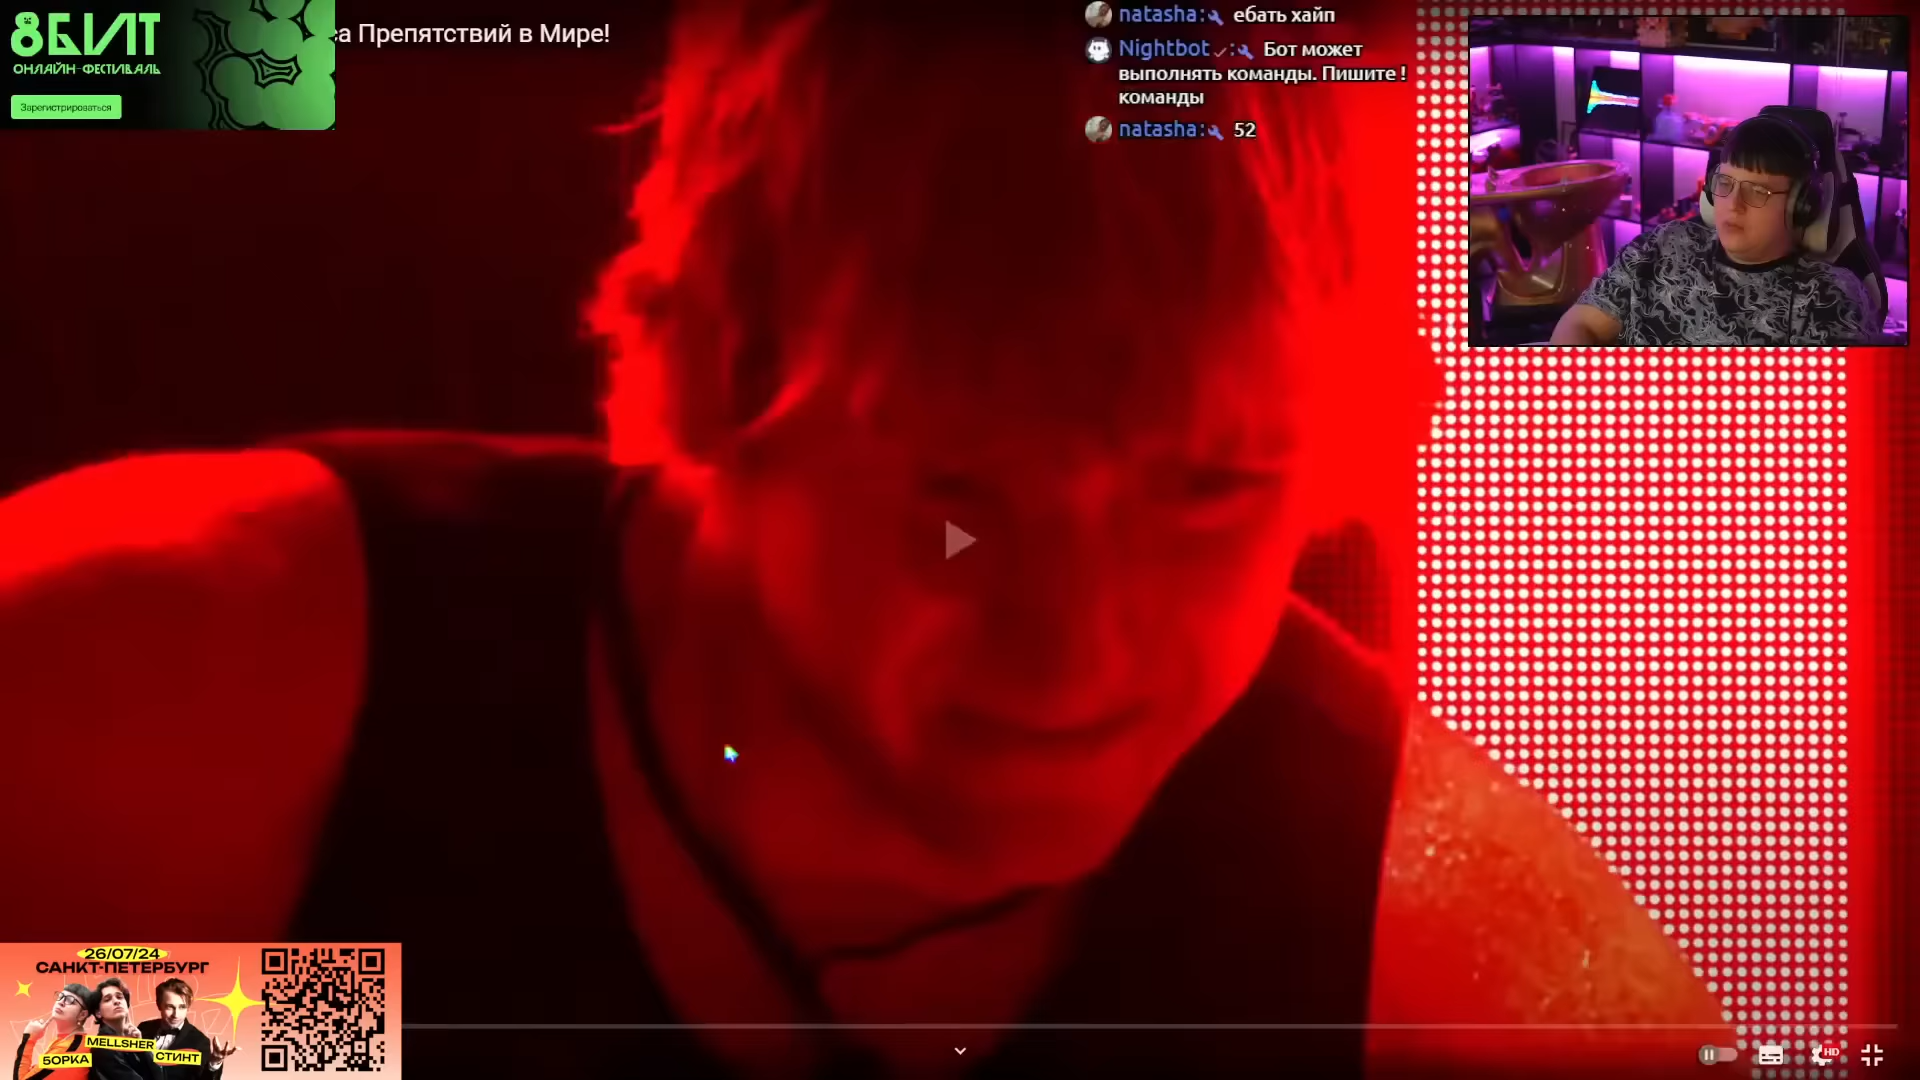 8БИТ
ОНЛАЙН-ФЕСТИВАЛЬ
Зарегистрироваться
са Препятствий в Мире!
natasha: ебать хайп
Nightbot: Бот может
выполнять команды. Пишите !
команды
natasha: 52
26/07/24
САНКТ-ПЕТЕРБУРГ
БОРКА
MELLSHER
СТИНТ
HD